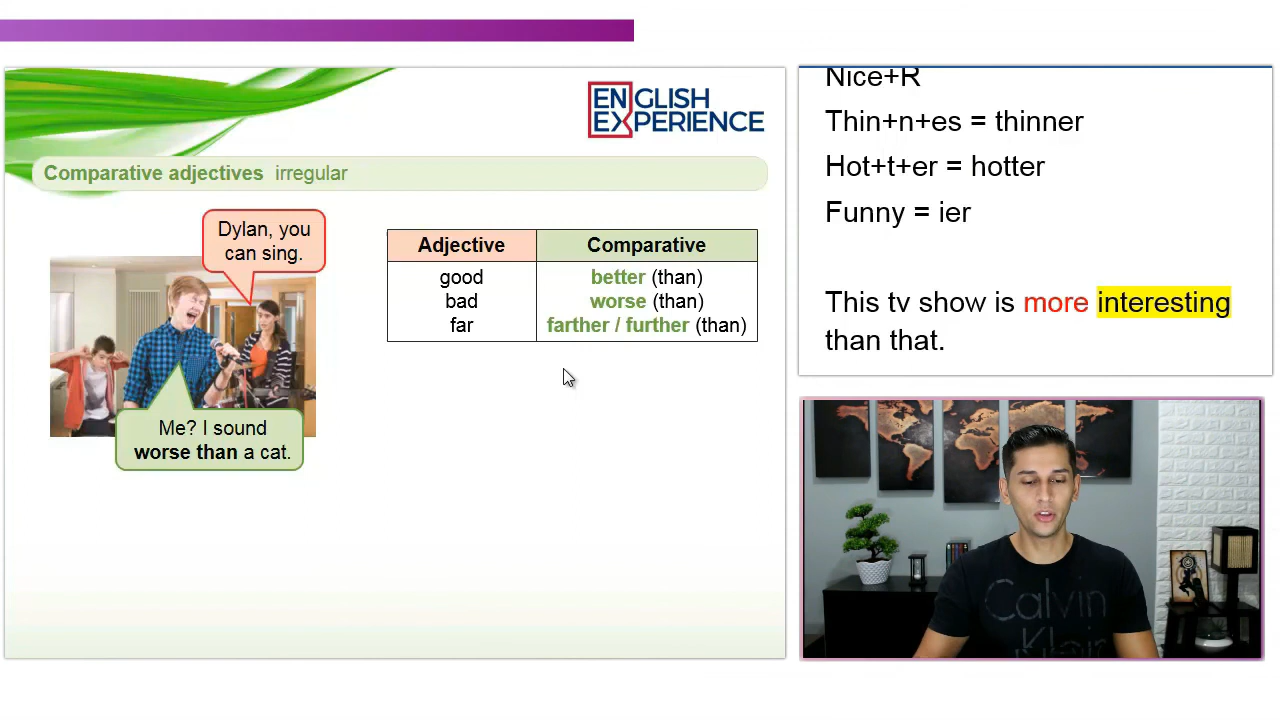 ENGLISH
EXPERIENCE
Comparative adjectives irregular
Dylan, you
can sing.
Me? I sound
worse than a cat.
Adjective Comparative
good better (than)
bad worse (than)
far farther / further (than)
Nice+R
Thin+n+es = thinner
Hot+t+er = hotter
Funny = ier
This tv show is more interesting
than that.
Calvin
Klein